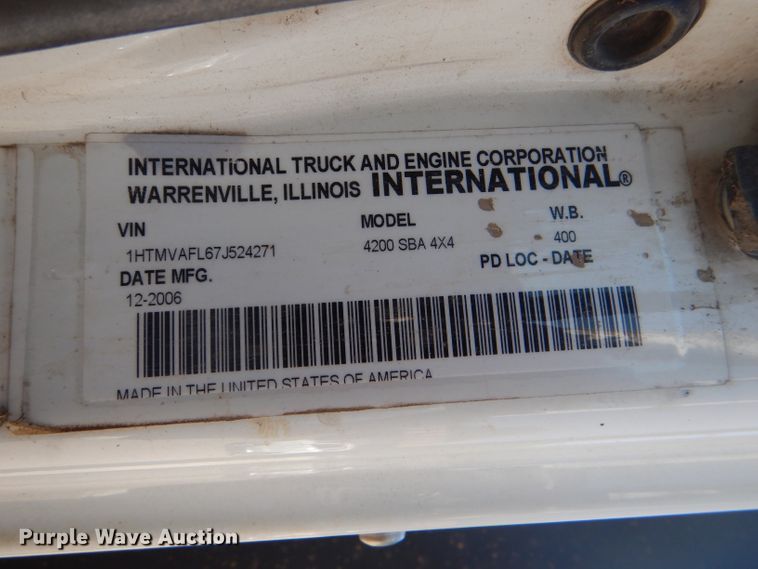 INTERNATIONAL TRUCK AND ENGINE CORPORATION
WARRENVILLE, ILLINOIS INTERNATIONAL®
VIN MODEL W.B.
1HTMVAFL67J524271 4200 SBA 4X4 400
DATE MFG. PD LOC - DATE
12-2006
MADE IN THE UNITED STATES OF AMERICA
Purple Wave Auction